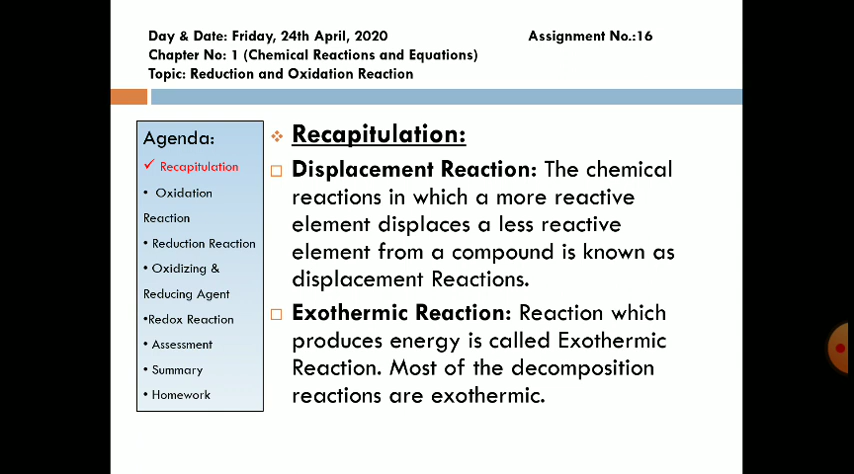 Day & Date: Friday, 24th April, 2020 Assignment No.:16
Chapter No: 1 (Chemical Reactions and Equations)
Topic: Reduction and Oxidation Reaction
Agenda:
✓ Recapitulation
• Oxidation
Reaction
• Reduction Reaction
• Oxidizing &
Reducing Agent
•Redox Reaction
• Assessment
• Summary
• Homework
❖ Recapitulation:
□ Displacement Reaction: The chemical
reactions in which a more reactive
element displaces a less reactive
element from a compound is known as
displacement Reactions.
□ Exothermic Reaction: Reaction which
produces energy is called Exothermic
Reaction. Most of the decomposition
reactions are exothermic.